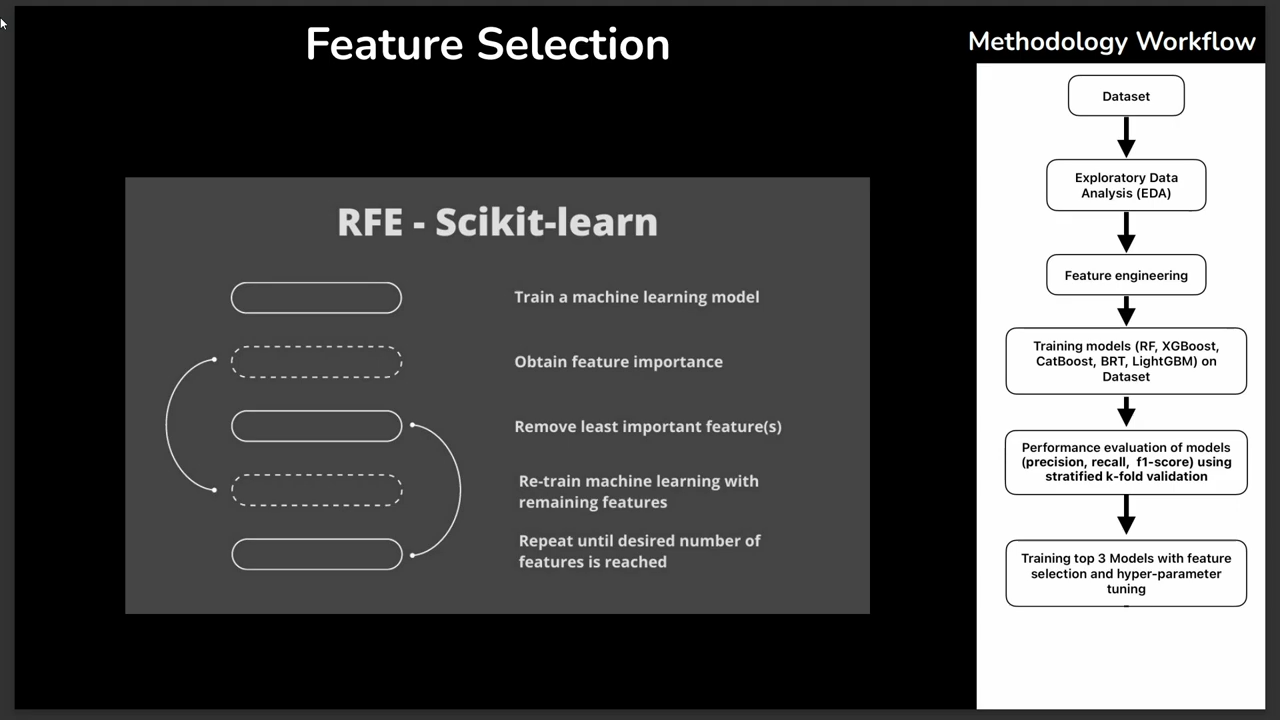 Feature Selection
RFE - Scikit-learn
Train a machine learning model
Obtain feature importance
Remove least important feature(s)
Re-train machine learning with
remaining features
Repeat until desired number of
features is reached
Methodology Workflow
Dataset
Exploratory Data
Analysis (EDA)
Feature engineering
Training models (RF, XGBoost,
CatBoost, BRT, LightGBM) on
Dataset
Performance evaluation of models
(precision, recall, f1-score) using
stratified k-fold validation
Training top 3 Models with feature
selection and hyper-parameter
tuning